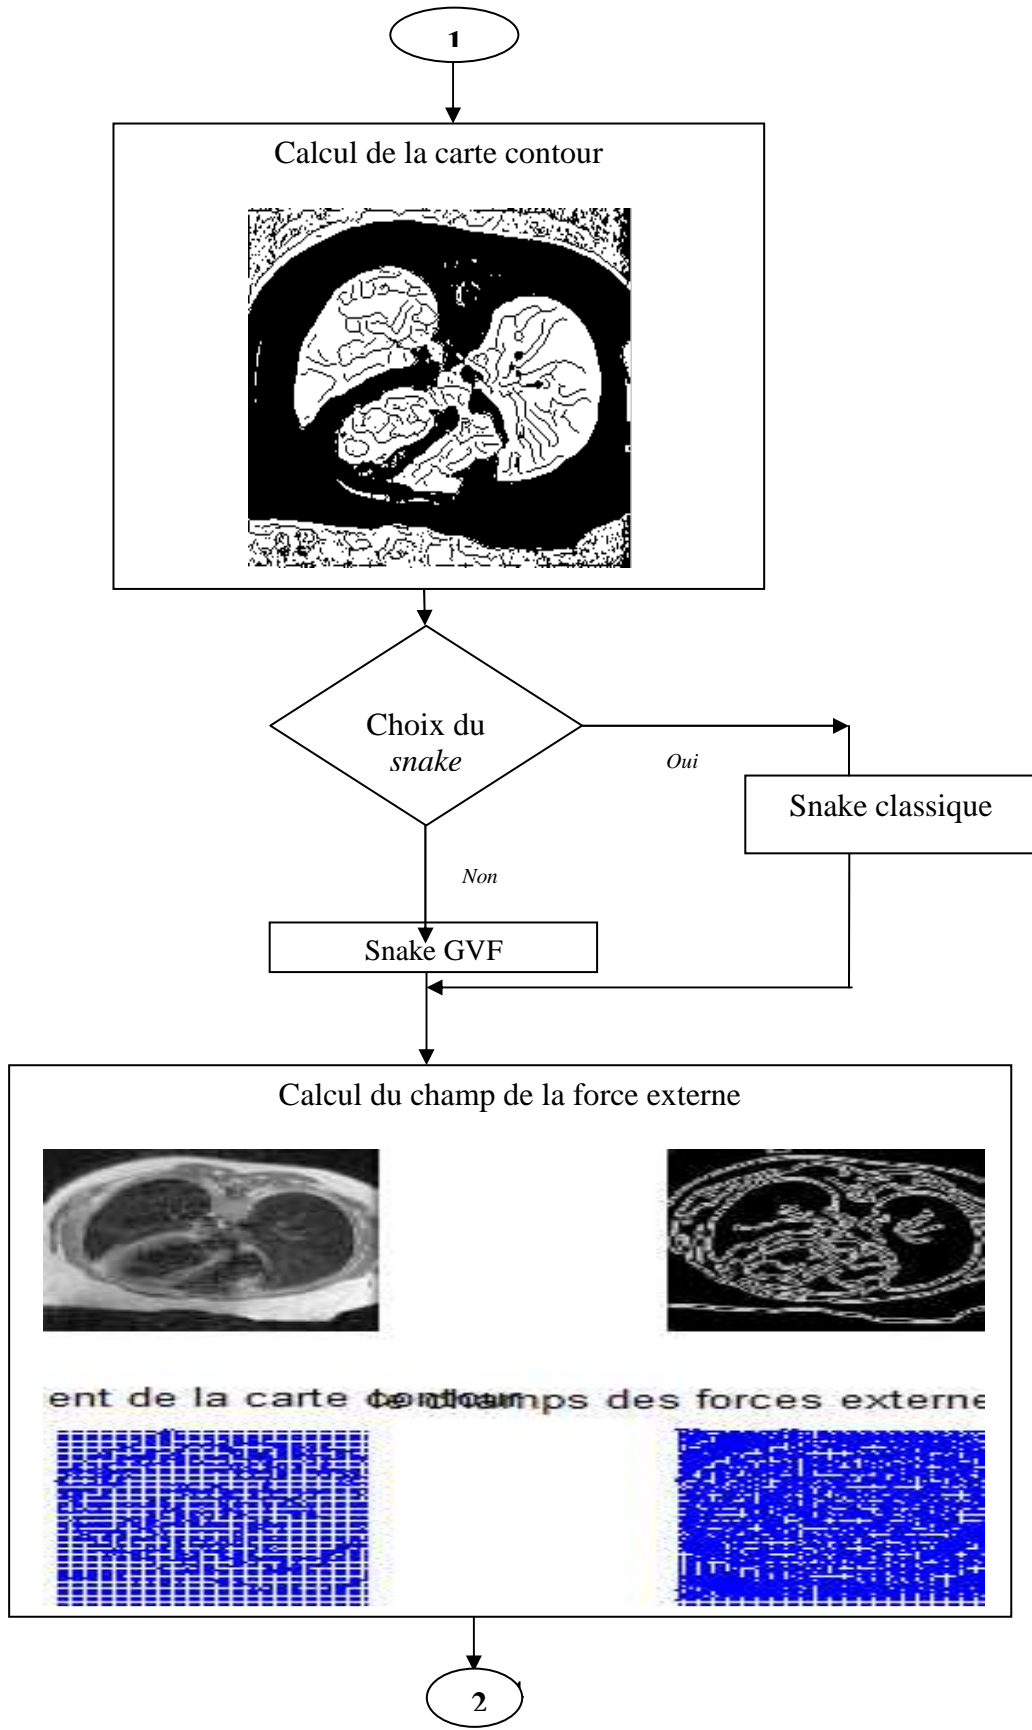 1
Calcul de la carte contour
Choix du
snake
Oui
Snake classique
Non
Snake GVF
Calcul du champ de la force externe
ent de la carte
des forces externe
2